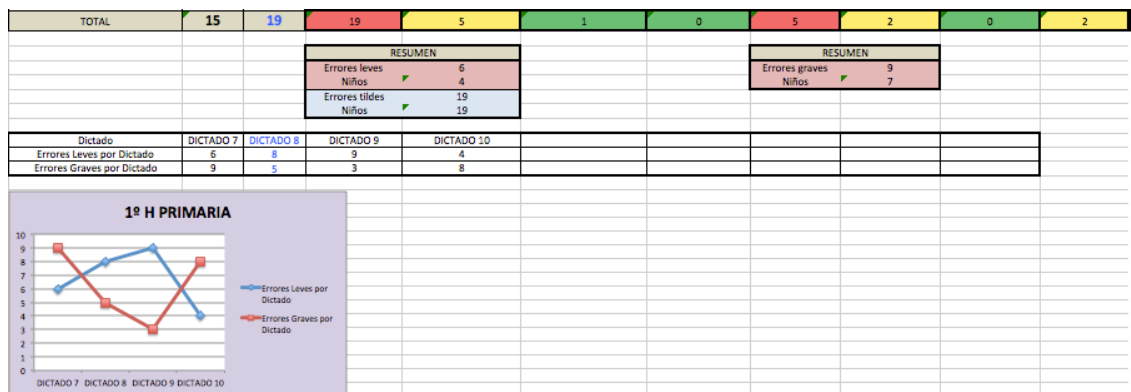 TOTAL 15 19 19 5 1 0 5 2 0 2
RESUMEN RESUMEN
Errores leves 6 Errores graves 9
Niños 4 Niños 7
Errores tildes 19
Niños 19
Dictado DICTADO 7 DICTADO 8 DICTADO 9 DICTADO 10
Errores Leves por Dictado 6 8 9 4
Errores Graves por Dictado 9 5 3 8
1º H PRIMARIA
10
9
8
7
6
5
4
3
2
1
0
DICTADO 7 DICTADO 8 DICTADO 9 DICTADO 10
Errores Leves por
Dictado
Errores Graves por
Dictado